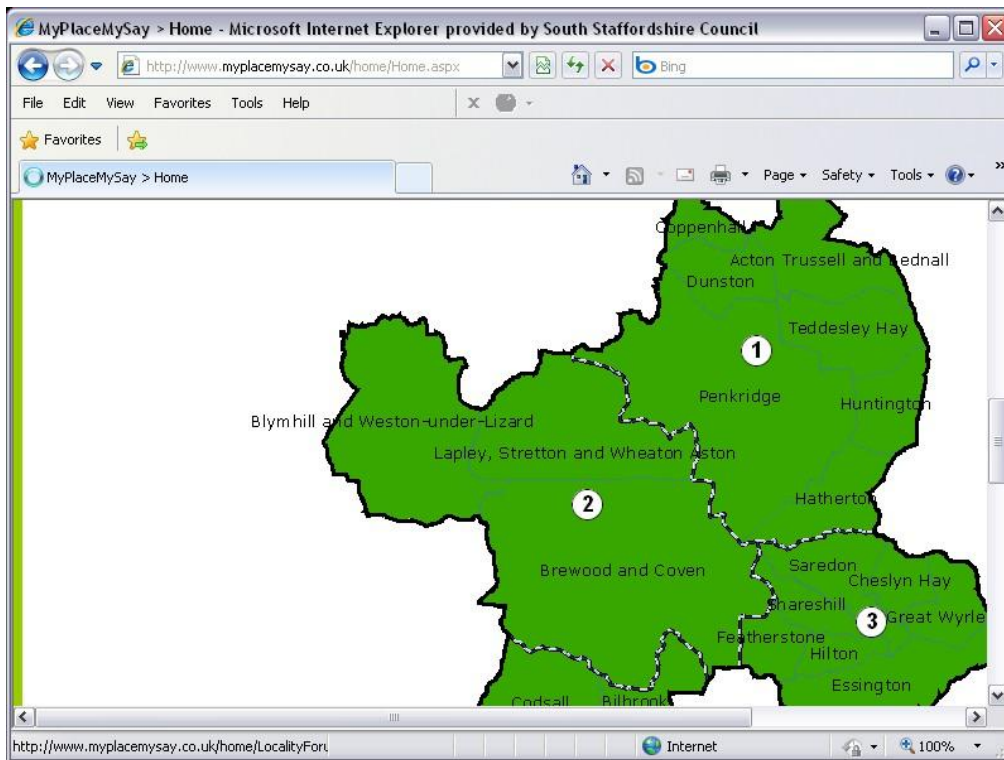 MyPlaceMySay > Home - Microsoft Internet Explorer provided by South Staffordshire Council
http://www.myplacemysay.co.uk/home/Home.aspx
Bing
File Edit View Favorites Tools Help
x
Favorites
MyPlaceMySay > Home
Page Safety Tools
Coppenhall
Acton Trussell and Bednall
Dunston
Teddesley Hay
1
Penkridge
Huntington
Blymhill and Weston-under-Lizard
Lapley, Stretton and Wheaton Aston
Hatherton
2
Saredon
Brewood and Coven
Cheslyn Hay
Shareshill
3
Great Wyrle
Featherstone
Hilton
Essington
Codsall
Bilbrook
http://www.myplacemysay.co.uk/home/LocalityForu
Internet
100%